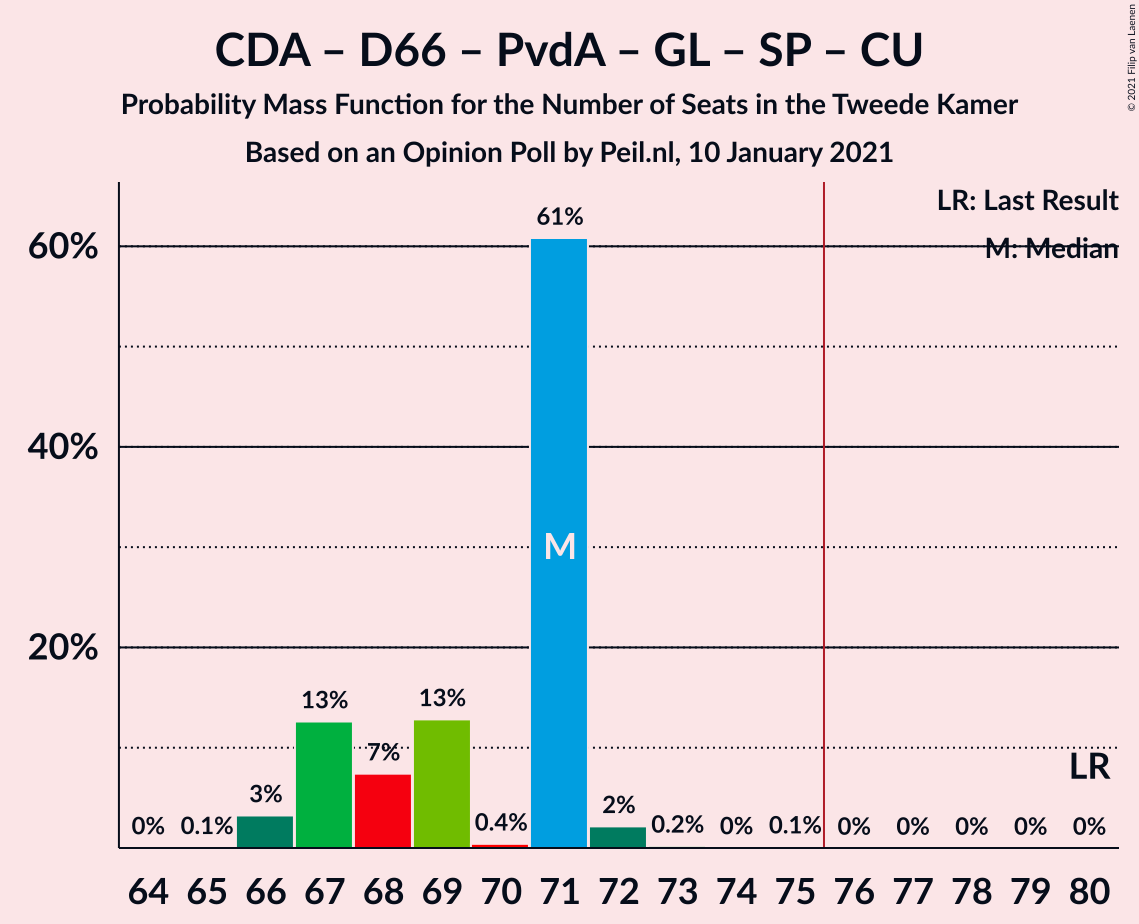 CDA – D66 – PvdA – GL – SP – CU
Probability Mass Function for the Number of Seats in the Tweede Kamer
Based on an Opinion Poll by Peil.nl, 10 January 2021
© 2021 Filip van Laenen
LR: Last Result
M: Median
60%
40%
20%
0% 0.1% 3% 13% 7% 13% 0.4% 61% 2% 0.2% 0% 0.1% 0% 0% 0% 0% 0%
M
LR
64 65 66 67 68 69 70 71 72 73 74 75 76 77 78 79 80